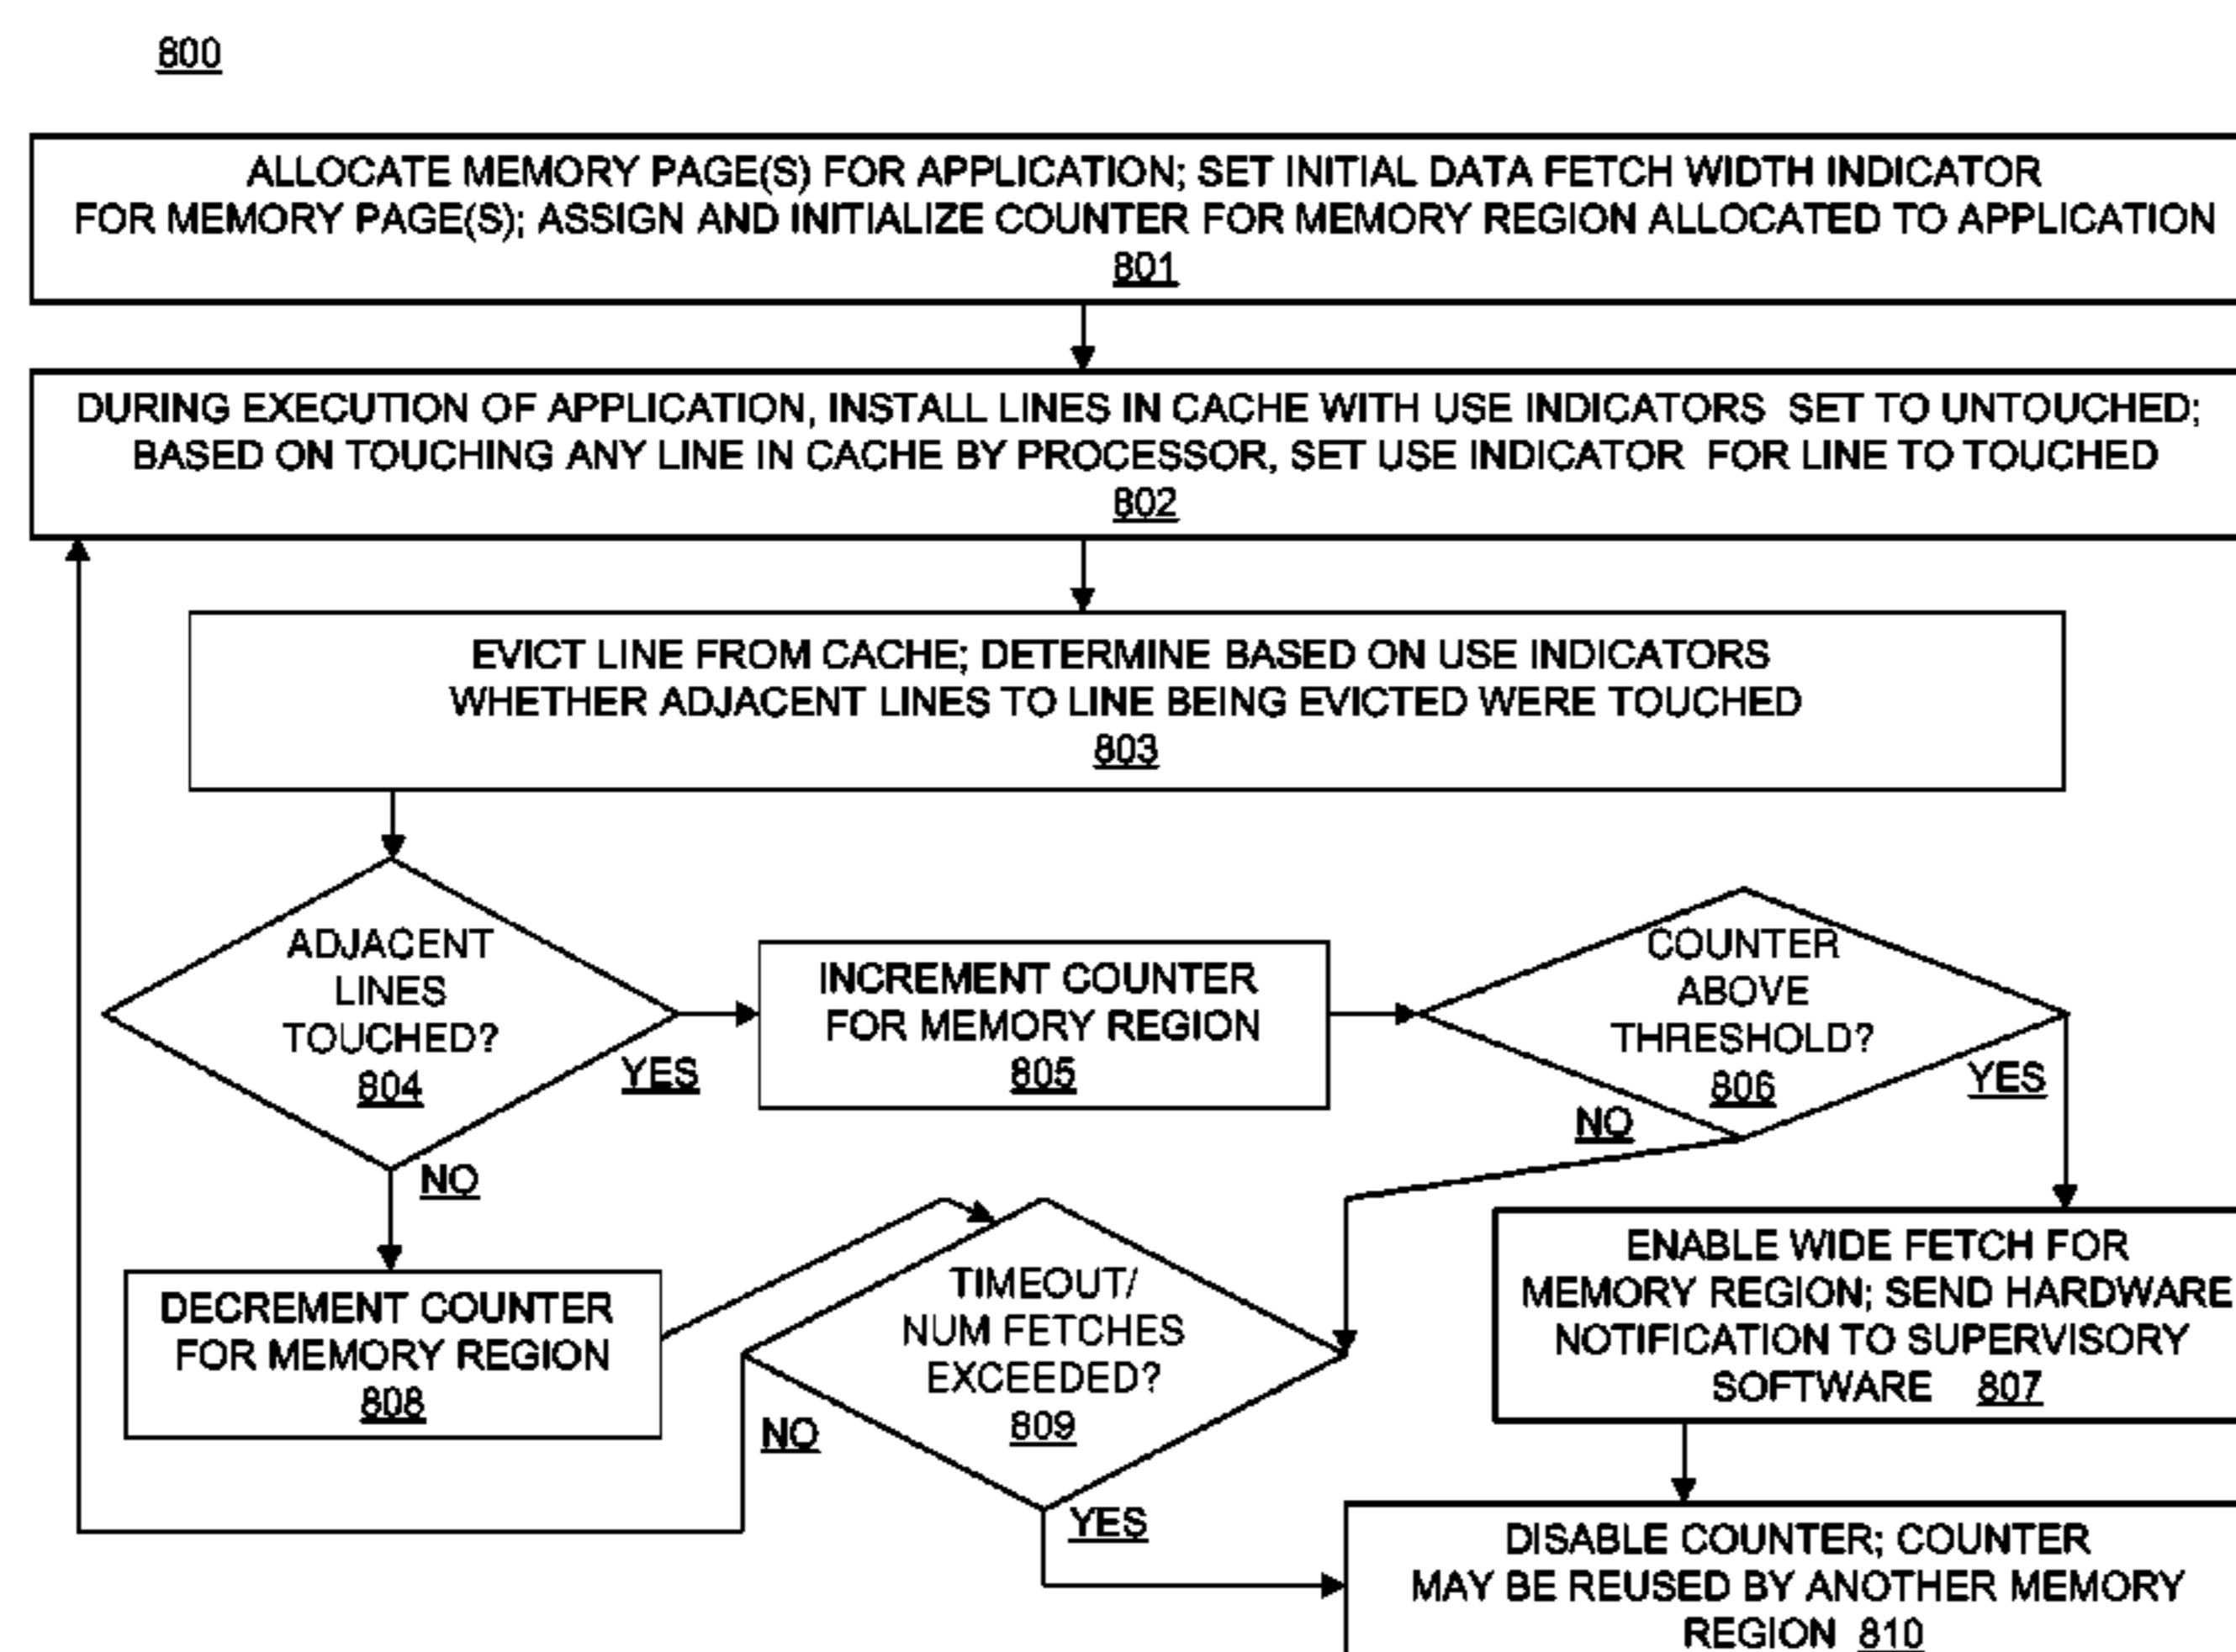 800
ALLOCATE MEMORY PAGE(S) FOR APPLICATION; SET INITIAL DATA FETCH WIDTH INDICATOR
FOR MEMORY PAGE(S); ASSIGN AND INITIALIZE COUNTER FOR MEMORY REGION ALLOCATED TO APPLICATION
801
DURING EXECUTION OF APPLICATION, INSTALL LINES IN CACHE WITH USE INDICATORS SET TO UNTOUCHED;
BASED ON TOUCHING ANY LINE IN CACHE BY PROCESSOR, SET USE INDICATOR FOR LINE TO TOUCHED
802
EVICT LINE FROM CACHE; DETERMINE BASED ON USE INDICATORS
WHETHER ADJACENT LINES TO LINE BEING EVICTED WERE TOUCHED
803
ADJACENT
LINES
TOUCHED?
804
YES
NO
INCREMENT COUNTER
FOR MEMORY REGION
805
COUNTER
ABOVE
THRESHOLD?
806
YES
NO
DECREMENT COUNTER
FOR MEMORY REGION
808
TIMEOUT/
NUM FETCHES
EXCEEDED?
809
NO
YES
ENABLE WIDE FETCH FOR
MEMORY REGION; SEND HARDWARE
NOTIFICATION TO SUPERVISORY
SOFTWARE 807
DISABLE COUNTER; COUNTER
MAY BE REUSED BY ANOTHER MEMORY
REGION 810